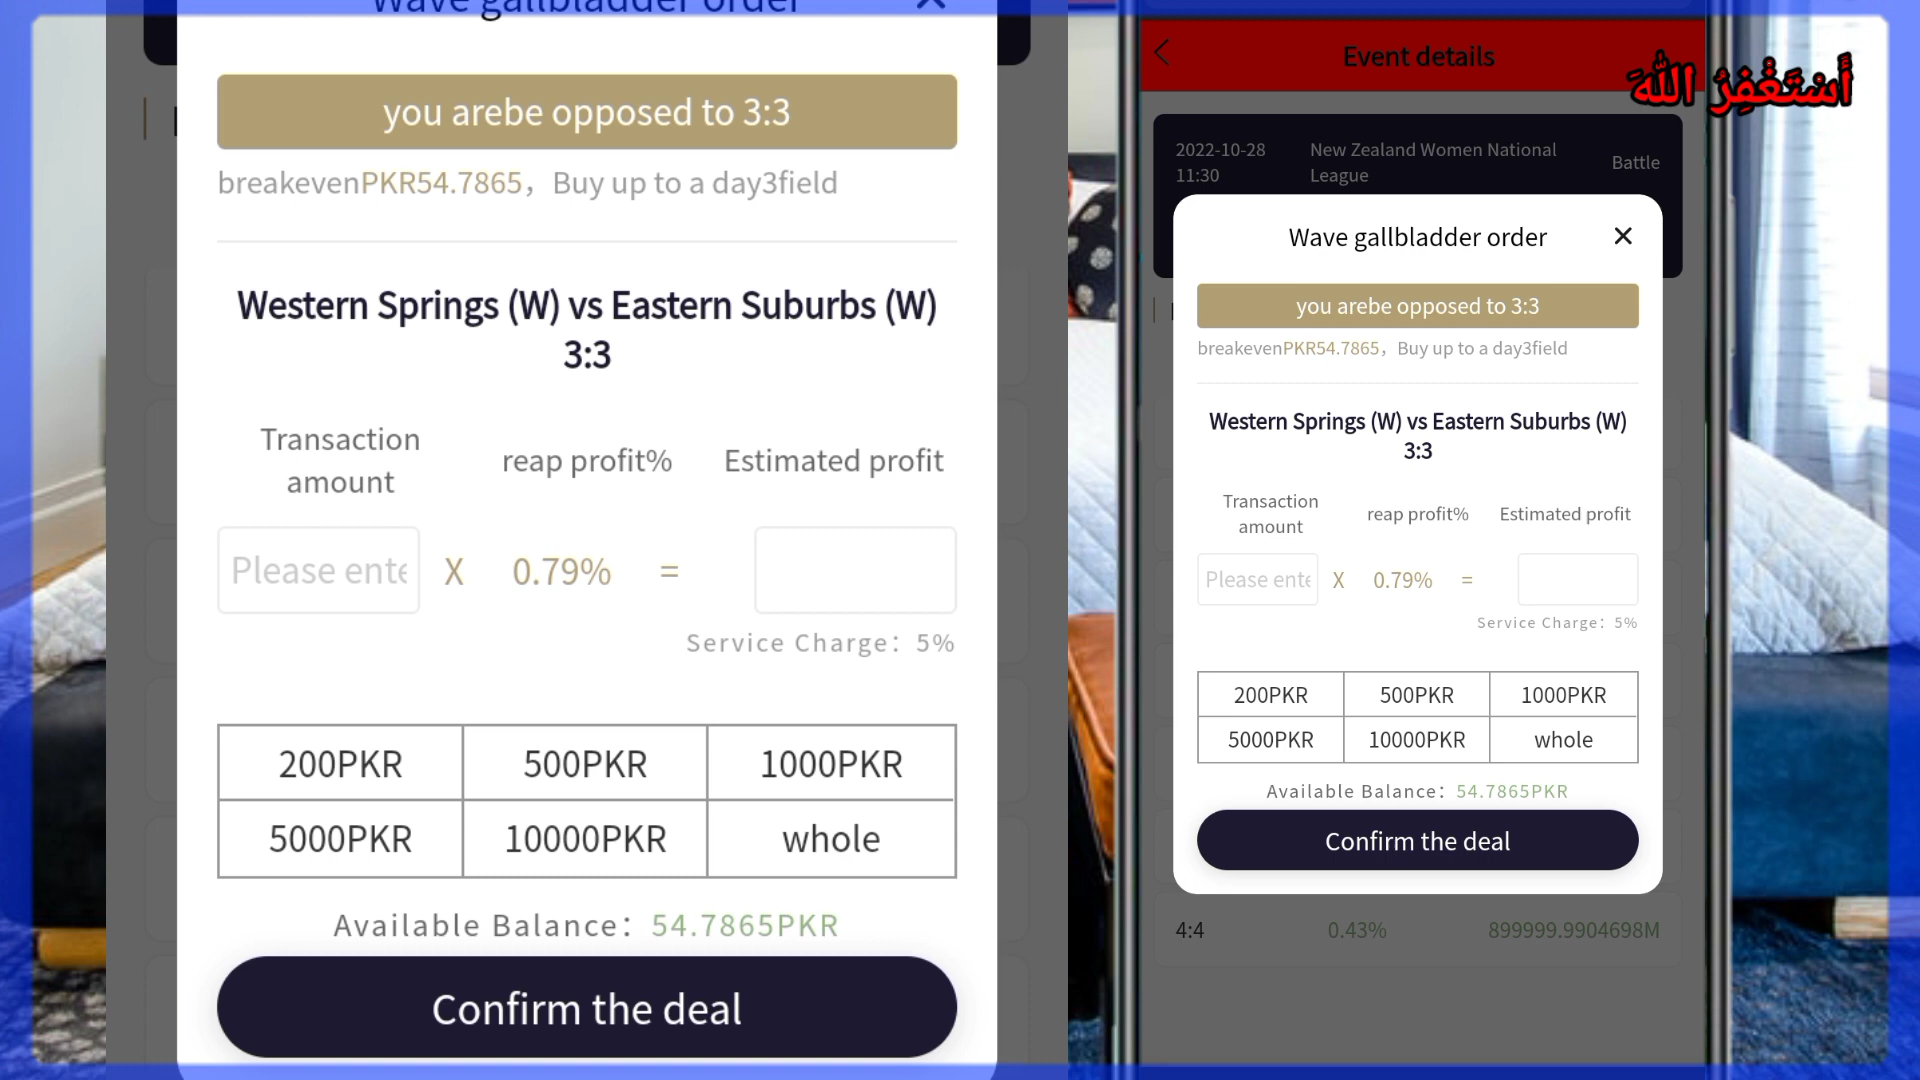 Wave gallbladder order
you arebe opposed to 3:3
breakevenPKR54.7865，Buy up to a day3field
Western Springs (W) vs Eastern Suburbs (W)
3:3
Transaction amount
reap profit%
Estimated profit
Please ente
X
0.79%
=
Service Charge：5%
200PKR
500PKR
1000PKR
5000PKR
10000PKR
whole
Available Balance：54.7865PKR
Confirm the deal
Event details
أَسْتَغْفِرُ اللهَ
2022-10-28
11:30
New Zealand Women National
League
Battle
Wave gallbladder order
you arebe opposed to 3:3
breakevenPKR54.7865，Buy up to a day3field
Western Springs (W) vs Eastern Suburbs (W)
3:3
Transaction
amount
reap profit%
Estimated profit
Please ente
X
0.79%
=
Service Charge：5%
200PKR
500PKR
1000PKR
5000PKR
10000PKR
whole
Available Balance：54.7865PKR
Confirm the deal
4:4
0.43%
899999.9904698M